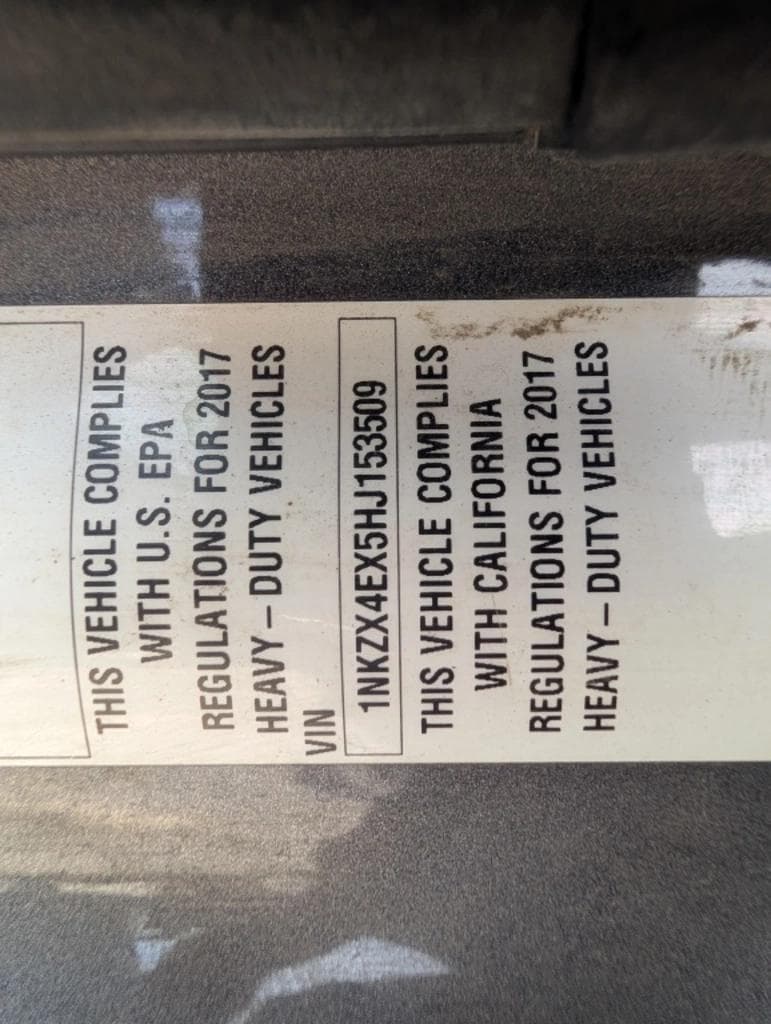 THIS VEHICLE COMPLIES
WITH U.S. EPA
REGULATIONS FOR 2017
HEAVY – DUTY VEHICLES
VIN
1NKZX4EX5HJ153509
THIS VEHICLE COMPLIES
WITH CALIFORNIA
REGULATIONS FOR 2017
HEAVY – DUTY VEHICLES